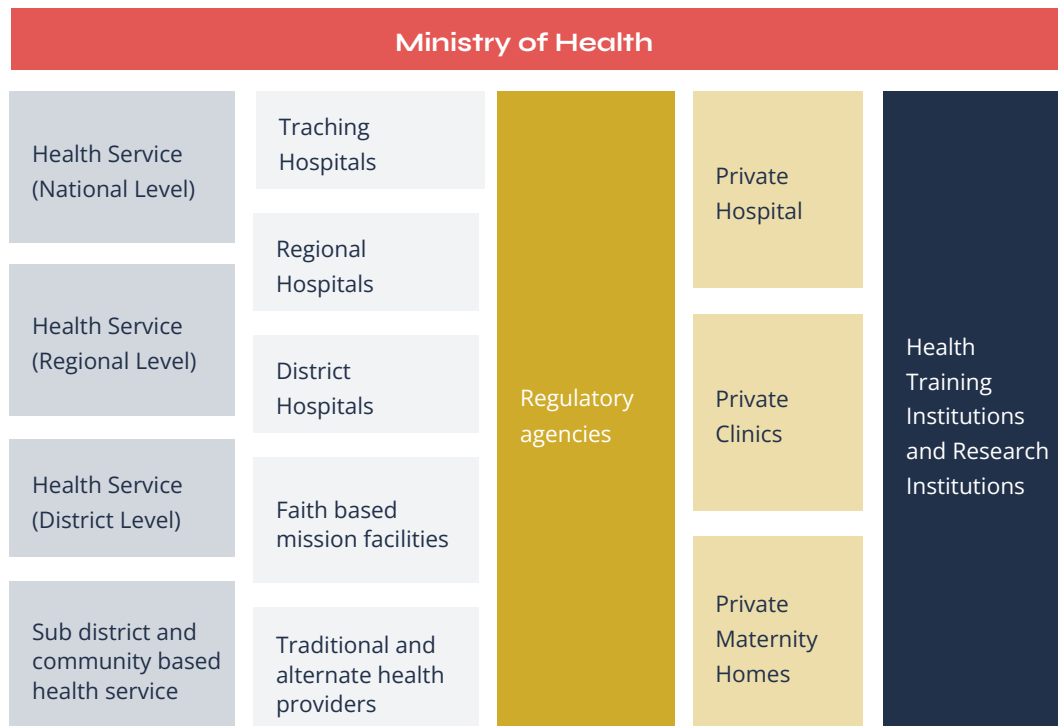 Ministry of Health
Health Service
(National Level)
Health Service
(Regional Level)
Health Service
(District Level)
Sub district and
community based
health service
Traching
Hospitals
Regional
Hospitals
District
Hospitals
Faith based
mission facilities
Traditional and
alternate health
providers
Regulatory
agencies
Private
Hospital
Private
Clinics
Private
Maternity
Homes
Health
Training
Institutions
and Research
Institutions